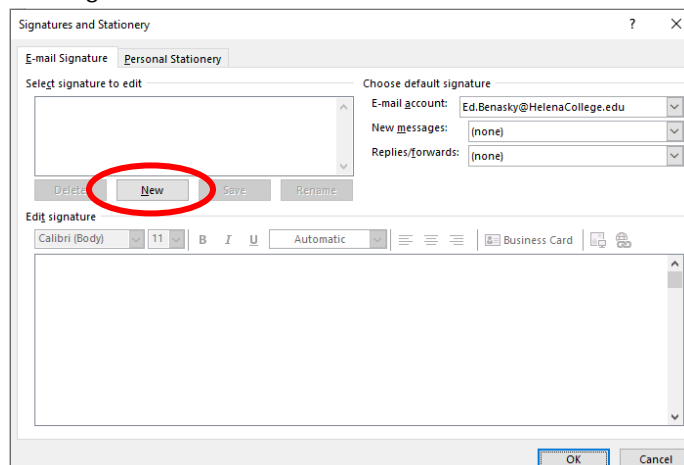 Signatures and Stationery ?
E-mail Signature Personal Stationery
Select signature to edit
Choose default signature
E-mail account: Ed.Benasky@HelenaCollege.edu
New messages: (none)
Replies/forwards: (none)
Delete New Save Rename
Edit signature
Calibri (Body) 11 B I U Automatic Business Card
OK Cancel